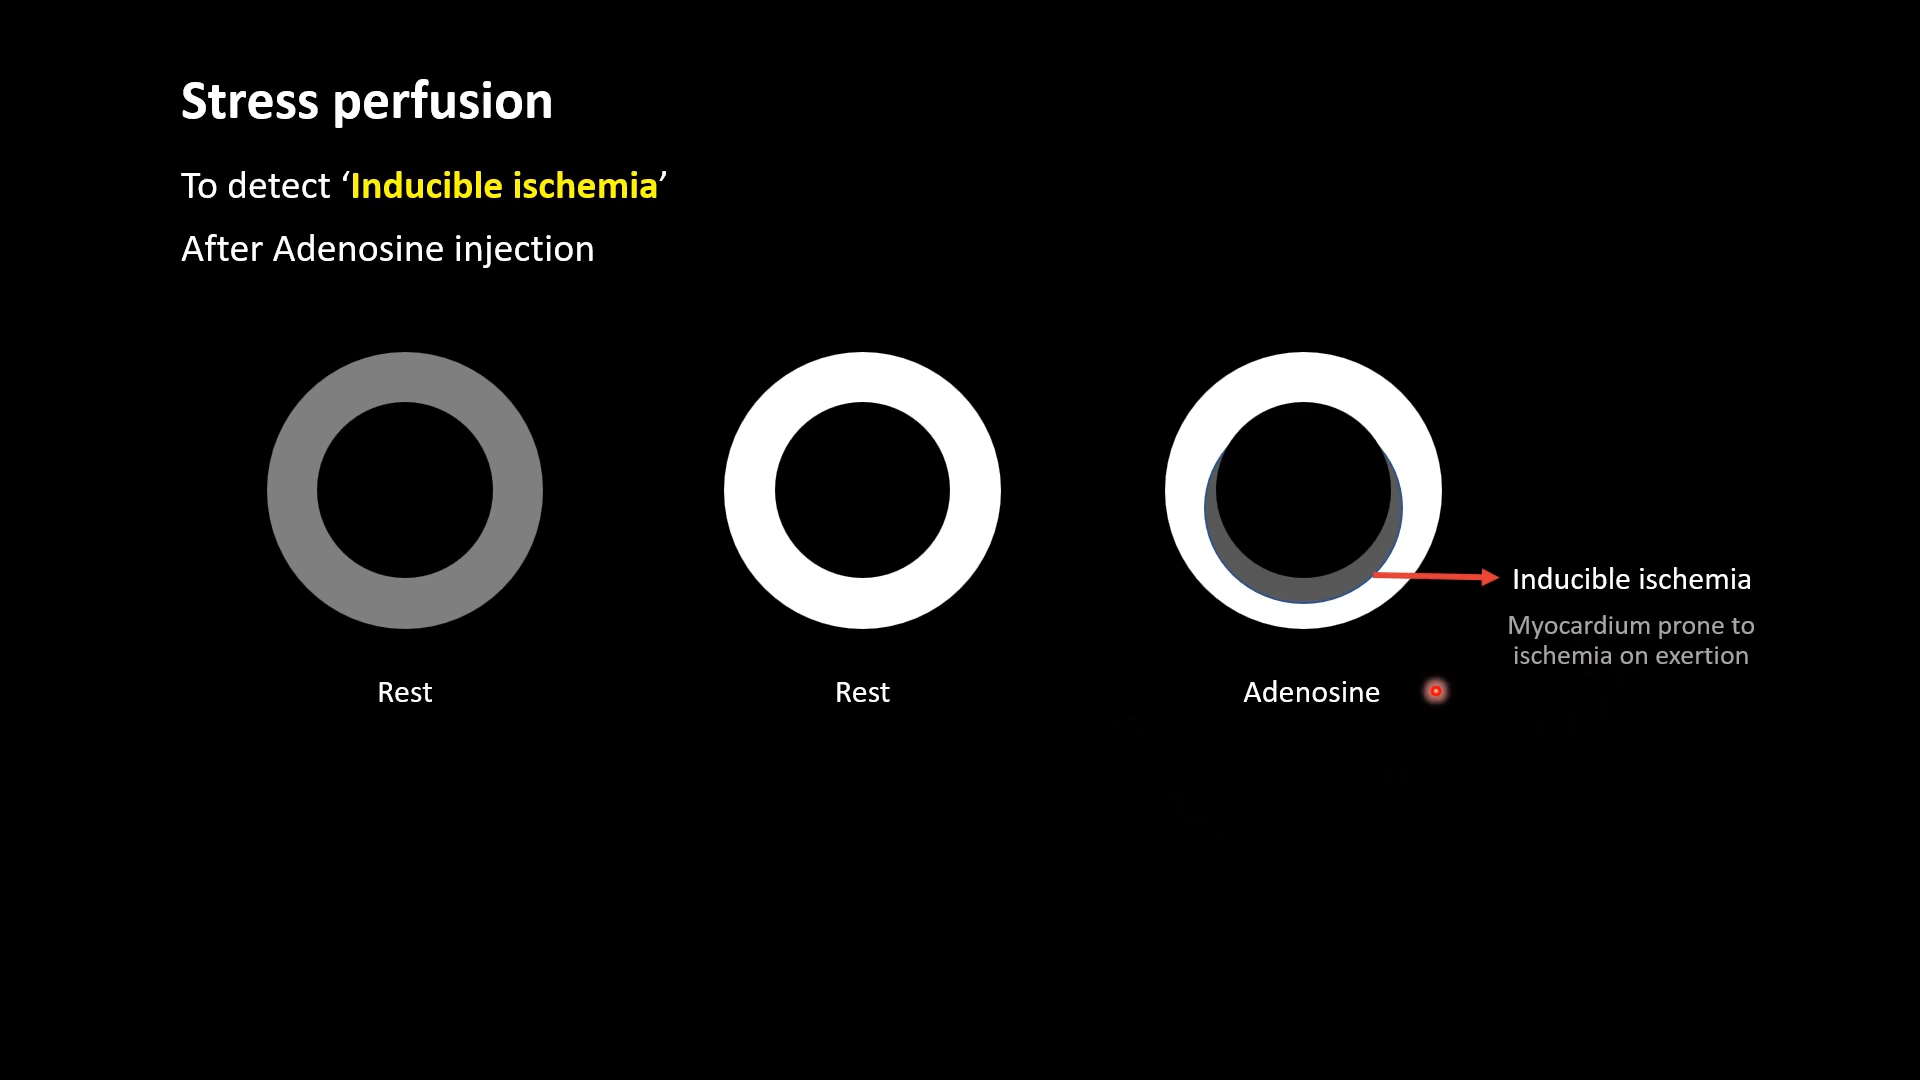 Stress perfusion
To detect ‘Inducible ischemia’
After Adenosine injection
Inducible ischemia
Myocardium prone to
ischemia on exertion
Rest
Rest
Adenosine